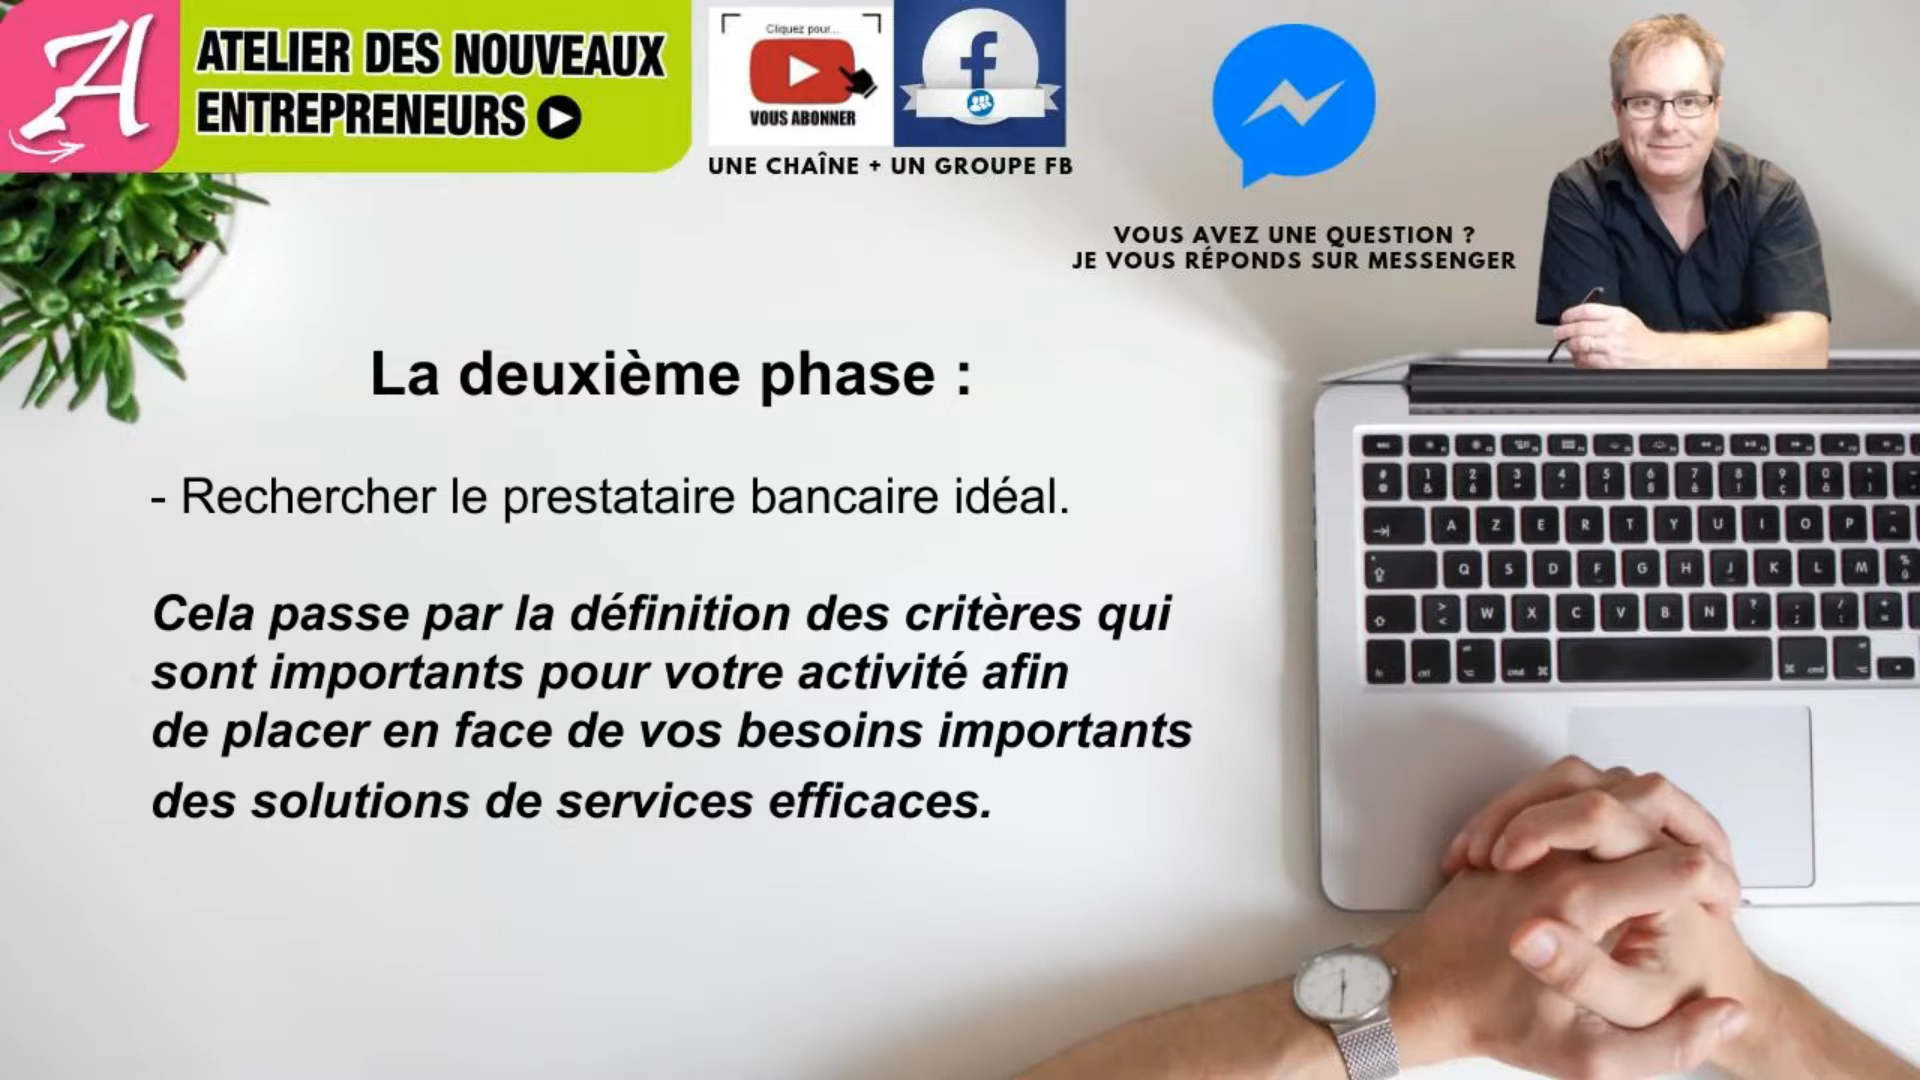 ATELIER DES NOUVEAUX
ENTREPRENEURS
Cliquez pour...
VOUS ABONNER
UNE CHAÎNE + UN GROUPE FB
VOUS AVEZ UNE QUESTION ?
JE VOUS RÉPONDS SUR MESSENGER
La deuxième phase :
- Rechercher le prestataire bancaire idéal.
Cela passe par la définition des critères qui
sont importants pour votre activité afin
de placer en face de vos besoins importants
des solutions de services efficaces.
A Z E R T Y U I O P
Q S D F G H J K L M
W X C V B N